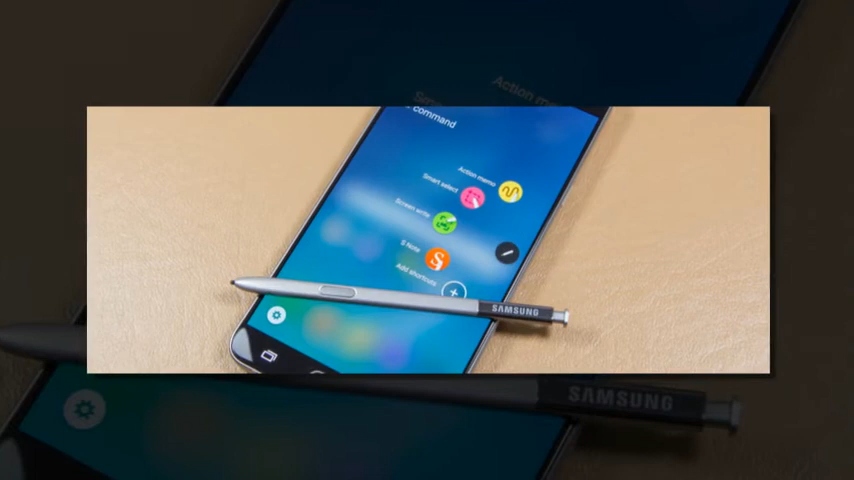 command
Action memo
Smart select
Screen write
S Note
Add shortcuts
SAMSUNG
SAMSUNG